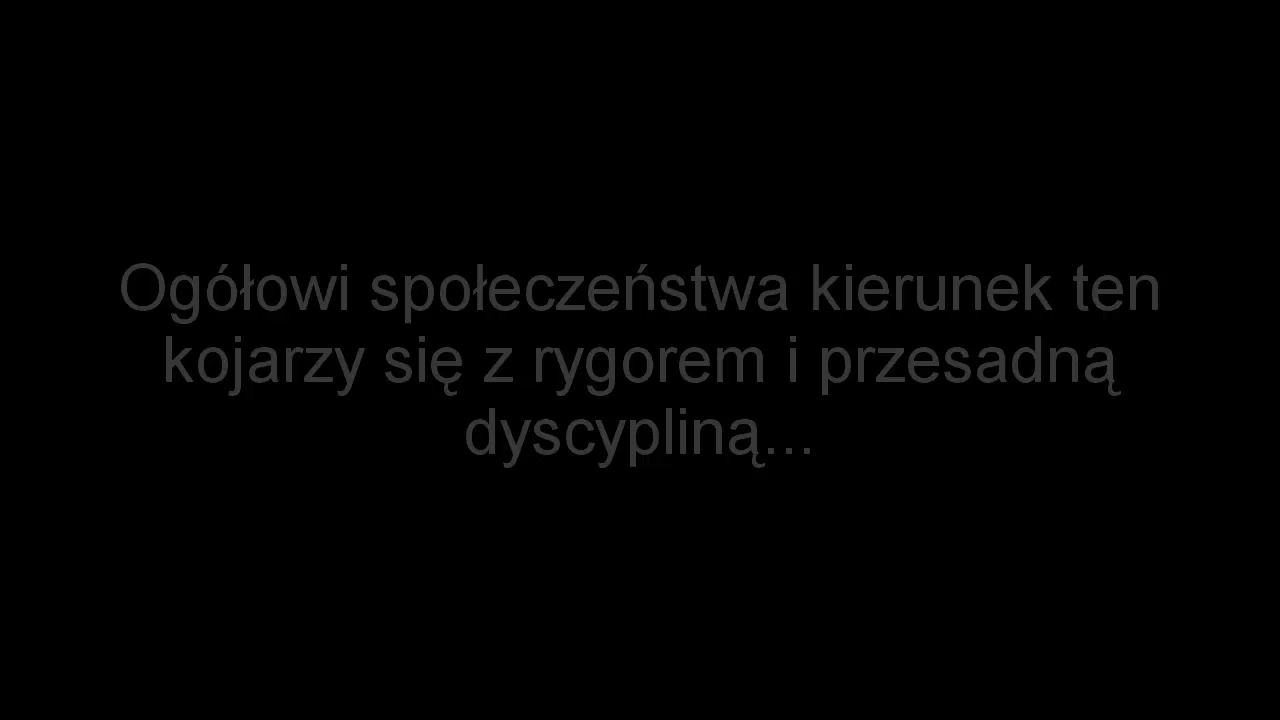 Ogółowi społeczeństwa kierunek ten
kojarzy się z rygorem i przesadną
dyscypliną...